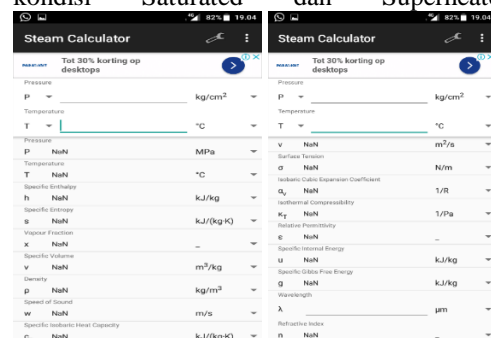 kondisi Saturated dan Superheated
82% 19.04
Steam Calculator
Tot 30% korting op
desktops
Pressure
P kg/cm²
Temperature
T °C
Pressure
P NaN MPa
Temperature
T NaN °C
Specific Enthalpy
h NaN kJ/kg
Specific Entropy
s NaN kJ/(kg·K)
Vapour Fraction
x NaN _
Specific Volume
v NaN m³/kg
Density
ρ NaN kg/m³
Speed of Sound
w NaN m/s
Specific Isobaric Heat Capacity
c NaN kJ/(kg·K)
82% 19.04
Steam Calculator
Tot 30% korting op
desktops
Pressure
P kg/cm²
Temperature
T °C
v NaN m²/s
Surface Tension
σ NaN N/m
Isobaric Cubic Expansion Coefficient
αv NaN 1/R
Isothermal Compressibility
κT NaN 1/Pa
Relative Permittivity
ε NaN _
Specific Internal Energy
u NaN kJ/kg
Specific Gibbs Free Energy
g NaN kJ/kg
Wavelength
λ μm
Refractive Index
n NaN